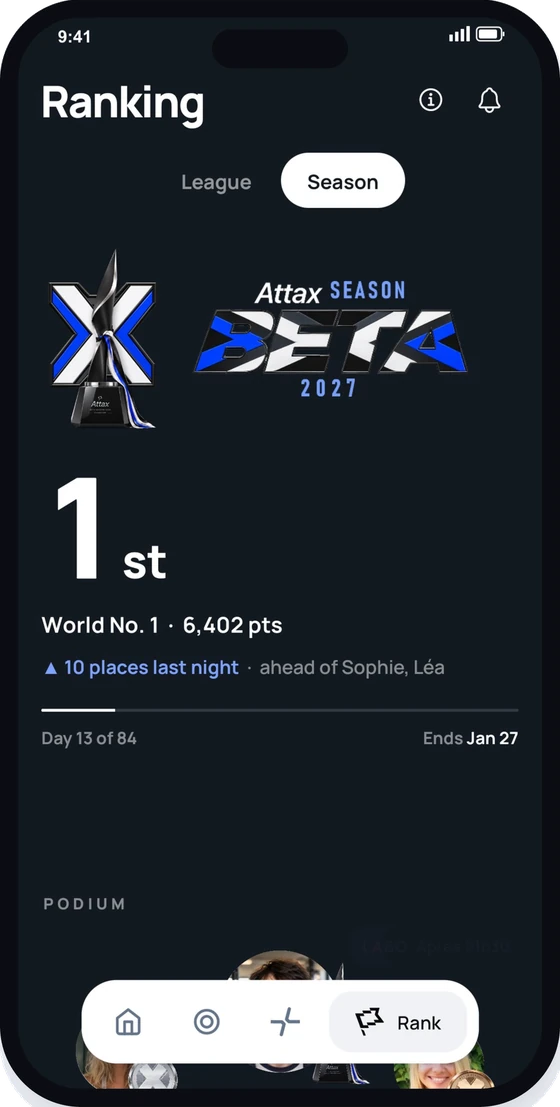 9:41
Ranking
League
Season
Attax SEASON
BETA
2027
Attax
1 st
World No. 1 · 6,402 pts
▲ 10 places last night · ahead of Sophie, Léa
Day 13 of 84
Ends Jan 27
PODIUM
Rank